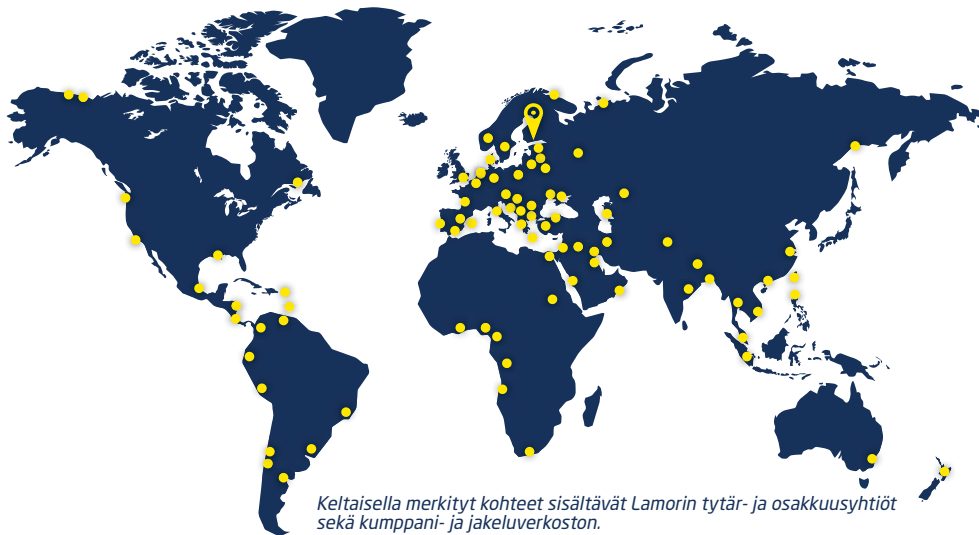 Keltaisella merkityt kohteet sisältävät Lamorin tytär- ja osakkuusyhtiöt
sekä kumppani- ja jakeluverkoston.